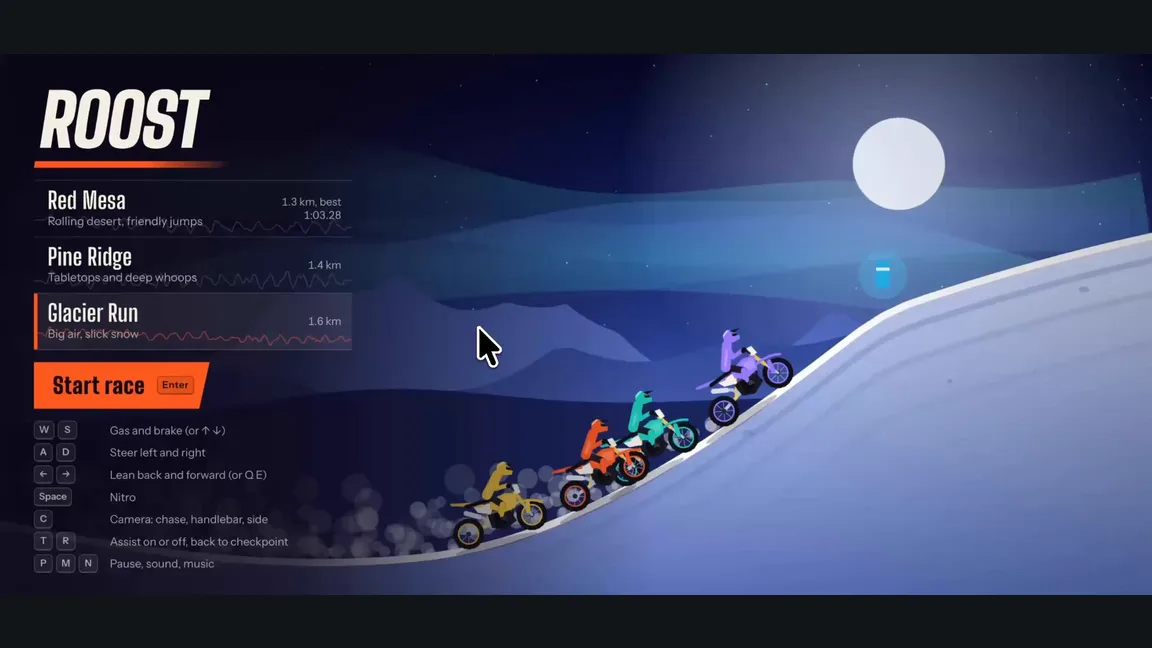 ROOST
Red Mesa
1.3 km, best
1:03.28
Rolling desert, friendly jumps
Pine Ridge
1.4 km
Tabletops and deep whoops
Glacier Run
1.6 km
Big air, slick snow
Start race Enter
W S Gas and brake (or ↑ ↓)
A D Steer left and right
← → Lean back and forward (or Q E)
Space Nitro
C Camera: chase, handlebar, side
T R Assist on or off, back to checkpoint
P M N Pause, sound, music